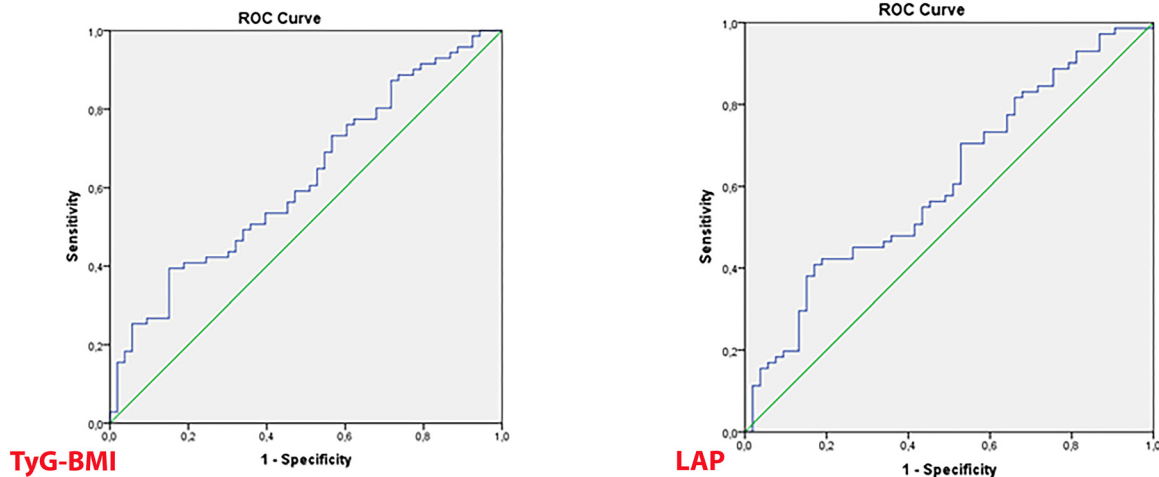 ROC Curve
1,0
0,8
0,6
0,4
0,2
0,0
Sensitivity
0,0 0,2 0,4 0,6 0,8 1,0
1 - Specificity
TyG-BMI
ROC Curve
1,0
0,8
0,6
0,4
0,2
0,0
Sensitivity
0,0 0,2 0,4 0,6 0,8 1,0
1 - Specificity
LAP